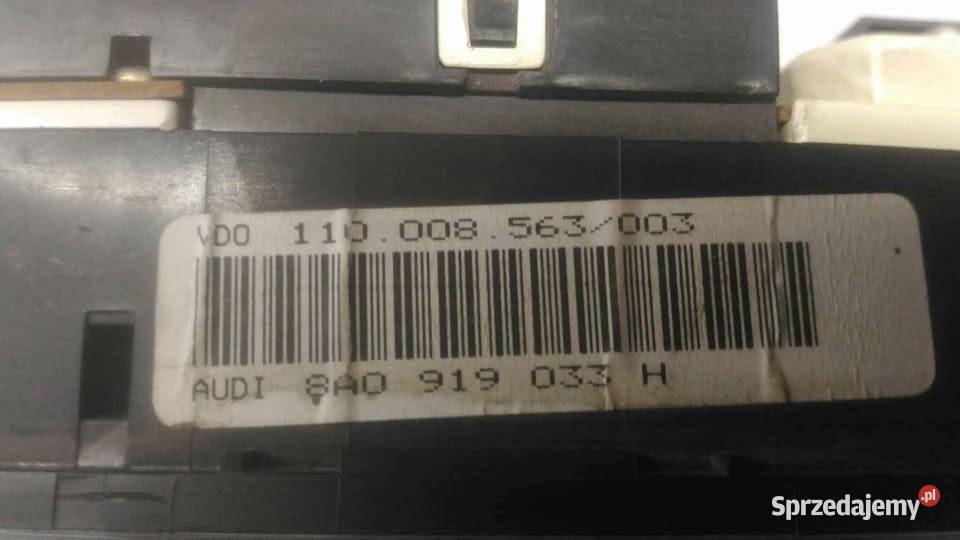 VDO 110.008.563/003
AUDI 8A0 919 033 H
Sprzedajemy.pl